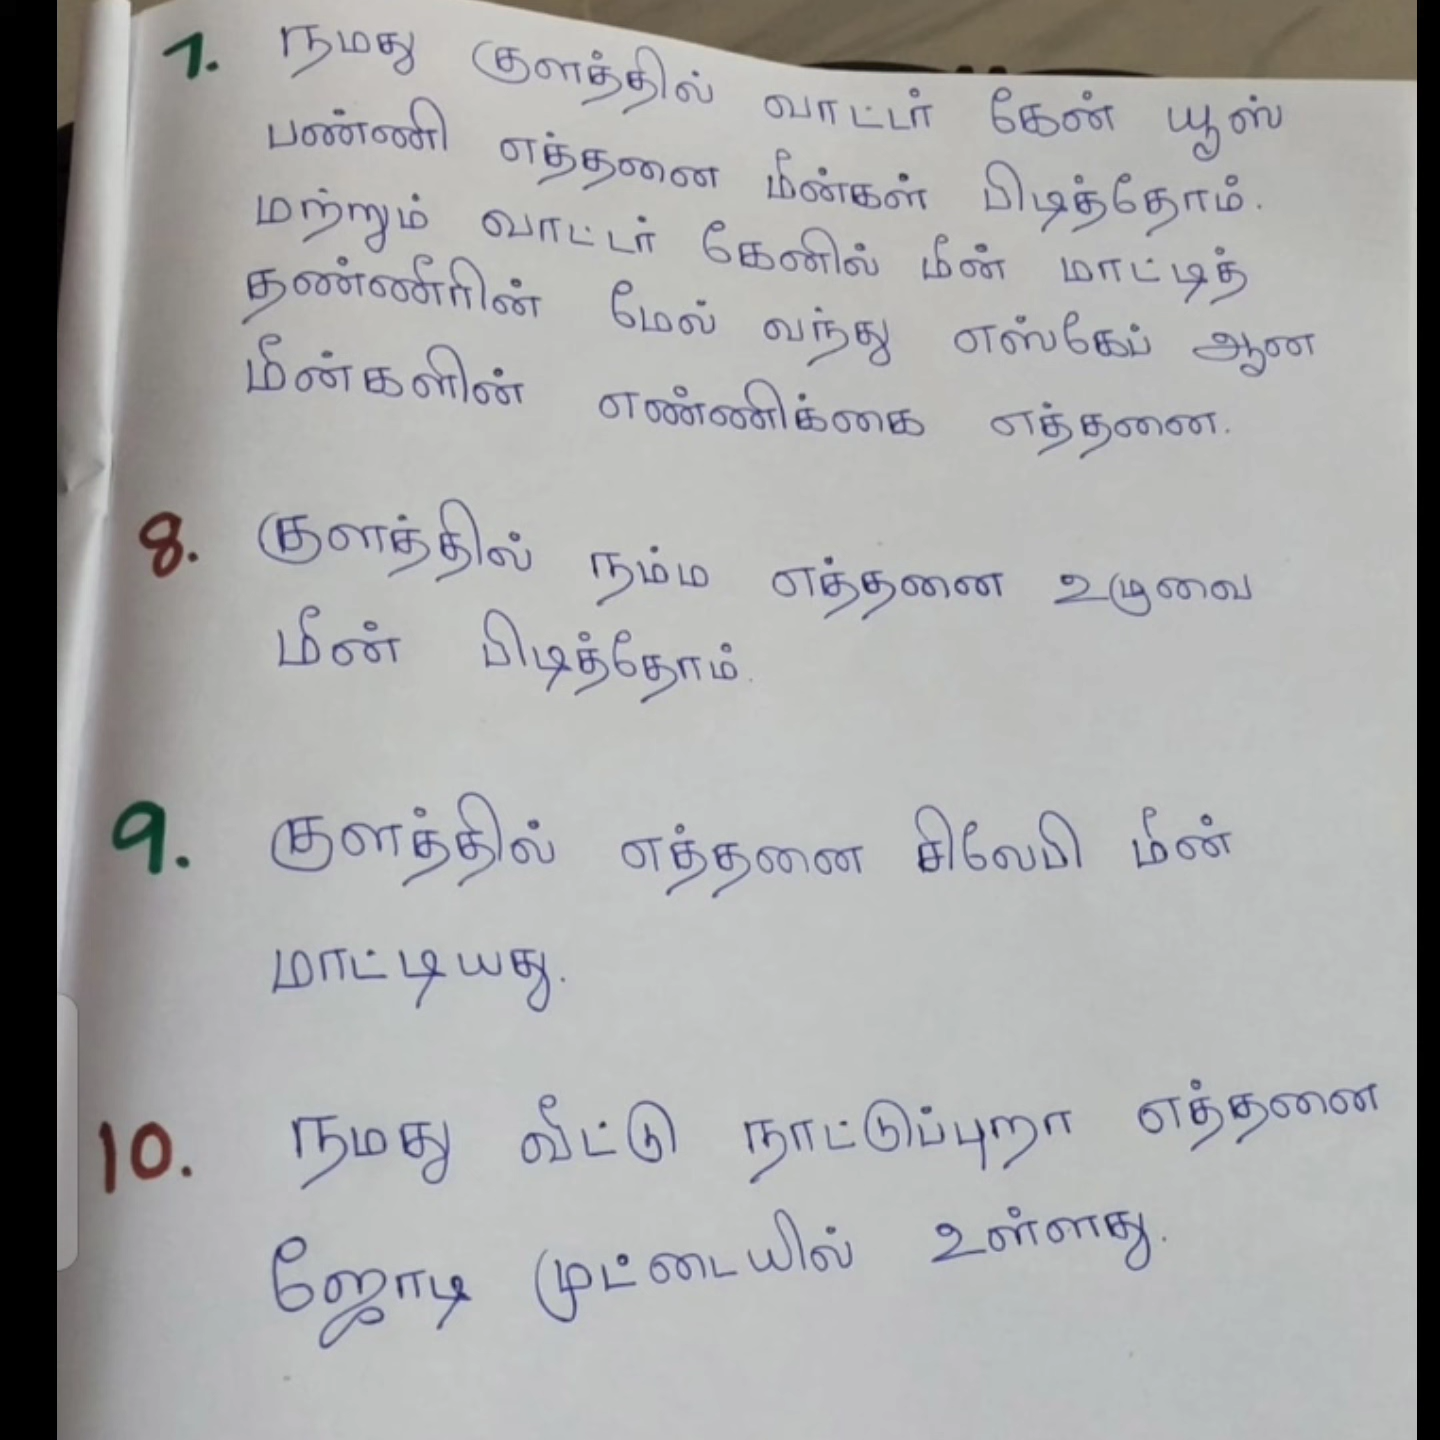 7. நமது குளத்தில் வாட்டர் கேன் யூஸ்
பண்ணி எத்தனை மீன்கள் பிடித்தோம்.
மற்றும் வாட்டர் கேனில் மீன் மாட்டித்
தண்ணீரின் மேல் வந்து எஸ்கேப் ஆன
மீன்களின் எண்ணிக்கை எத்தனை.
8. குளத்தில் நம்ம எத்தனை உழுவை
மீன் பிடித்தோம்.
9. குளத்தில் எத்தனை சிலேபி மீன்
மாட்டியது.
10. நமது வீட்டு நாட்டுப்புறா எத்தனை
ஜோடி முட்டையில் உள்ளது.